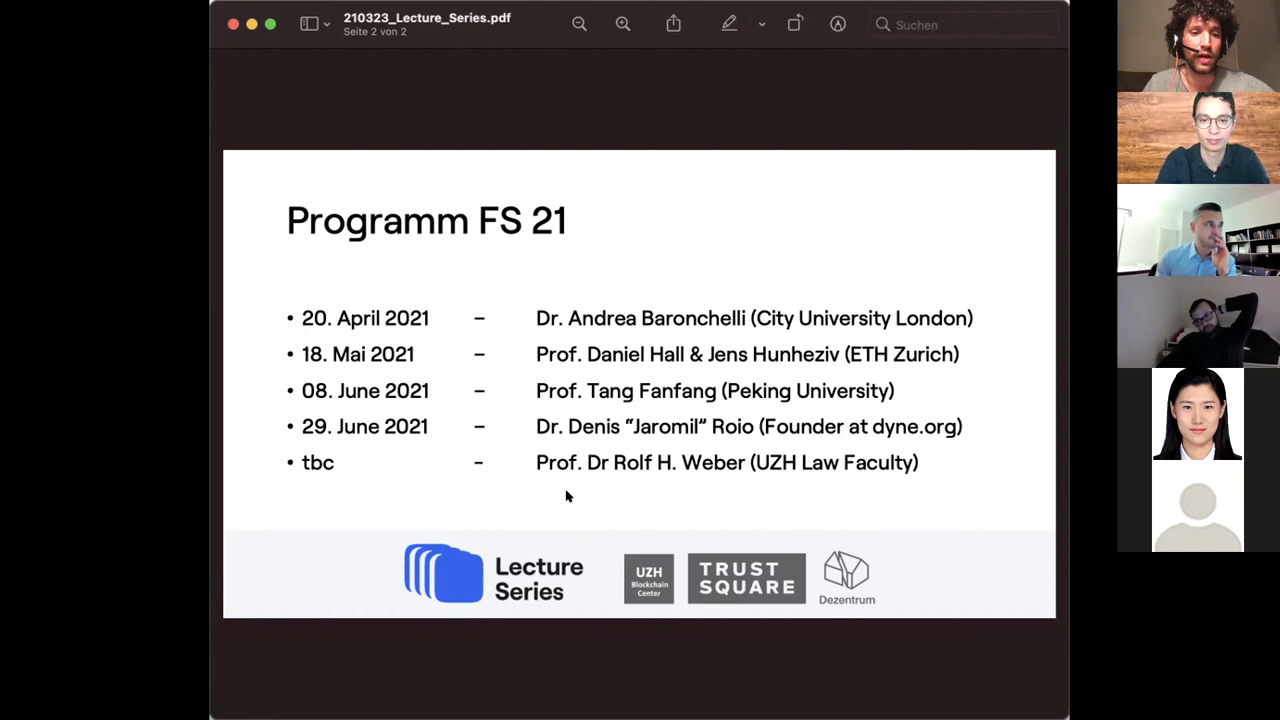 210323_Lecture_Series.pdf
Seite 2 von 2
Suchen
Programm FS 21
• 20. April 2021 – Dr. Andrea Baronchelli (City University London)
• 18. Mai 2021 – Prof. Daniel Hall & Jens Hunheziv (ETH Zurich)
• 08. June 2021 – Prof. Tang Fanfang (Peking University)
• 29. June 2021 – Dr. Denis “Jaromil” Roio (Founder at dyne.org)
• tbc - Prof. Dr Rolf H. Weber (UZH Law Faculty)
Lecture
Series
UZH
Blockchain
Center
TRUST
SQUARE
Dezentrum